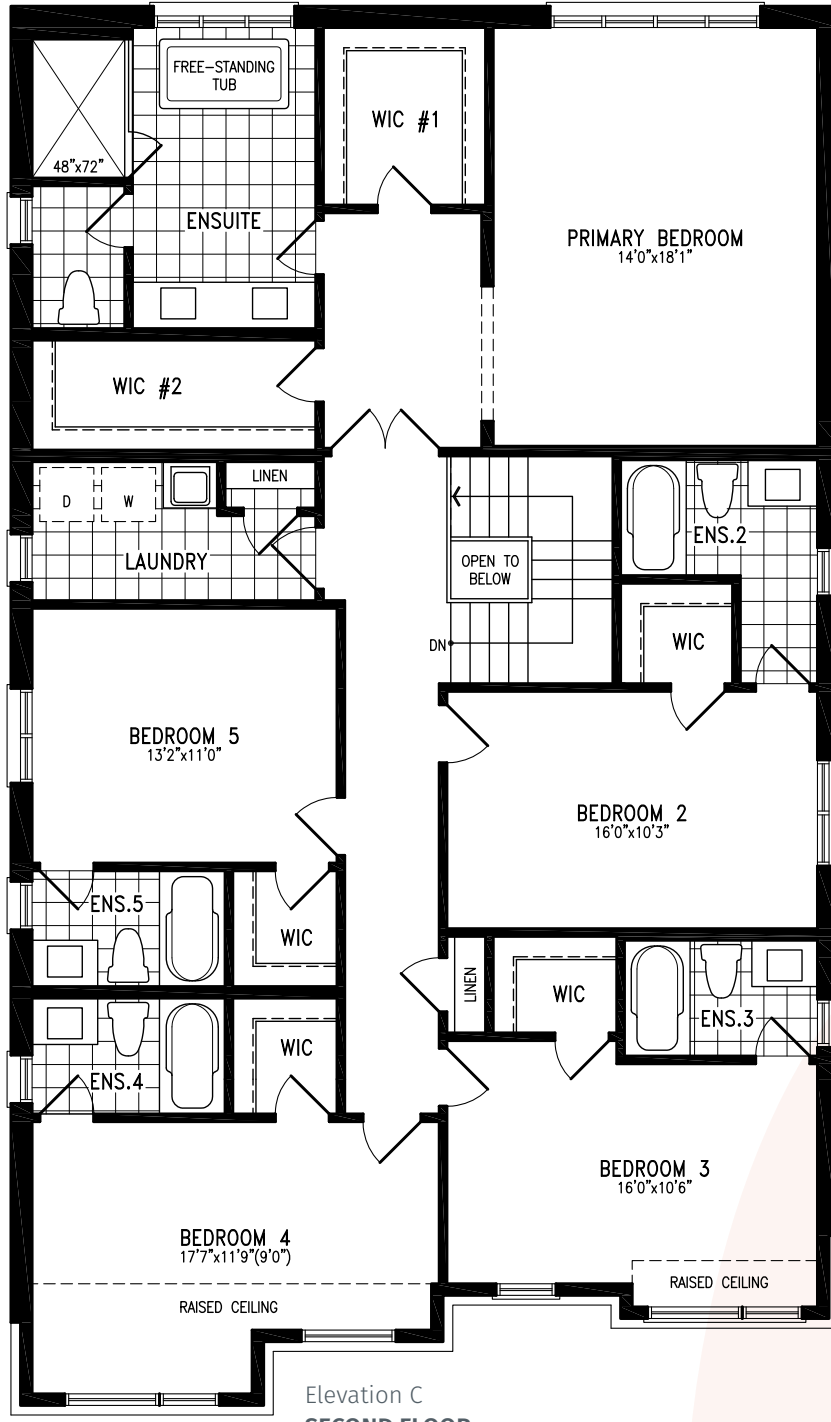 FREE-STANDING
TUB
WIC #1
48"x72"
ENSUITE
PRIMARY BEDROOM
14'0"x18'1"
WIC #2
LINEN
D
W
LAUNDRY
ENS.2
OPEN TO
BELOW
WIC
DN
BEDROOM 5
13'2"x11'0"
BEDROOM 2
16'0"x10'3"
ENS.5
WIC
LINEN
WIC
ENS.3
WIC
ENS.4
BEDROOM 3
16'0"x10'6"
BEDROOM 4
17'7"x11'9"(9'0")
RAISED CEILING
RAISED CEILING
Elevation C
SECOND FLOOR